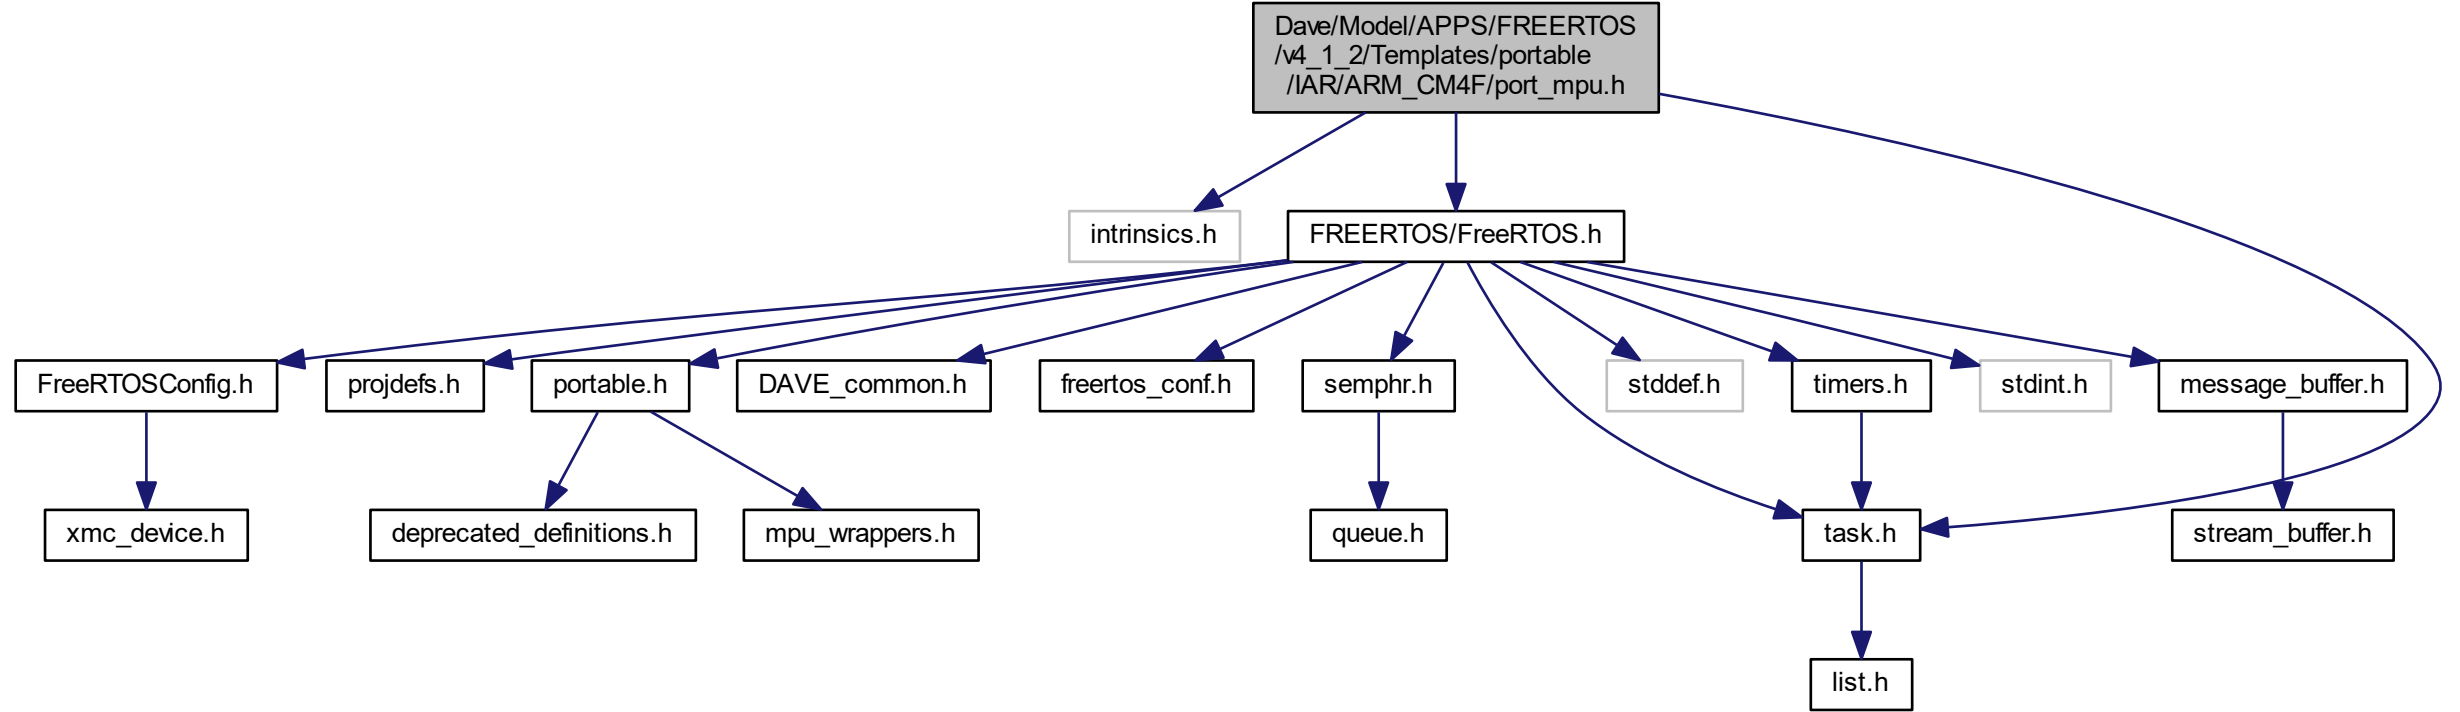 Dave/Model/APPS/FREERTOS
/v4_1_2/Templates/portable
/IAR/ARM_CM4F/port_mpu.h
intrinsics.h
FREERTOS/FreeRTOS.h
FreeRTOSConfig.h
projdefs.h
portable.h
DAVE_common.h
freertos_conf.h
semphr.h
stddef.h
timers.h
stdint.h
message_buffer.h
xmc_device.h
deprecated_definitions.h
mpu_wrappers.h
queue.h
task.h
stream_buffer.h
list.h